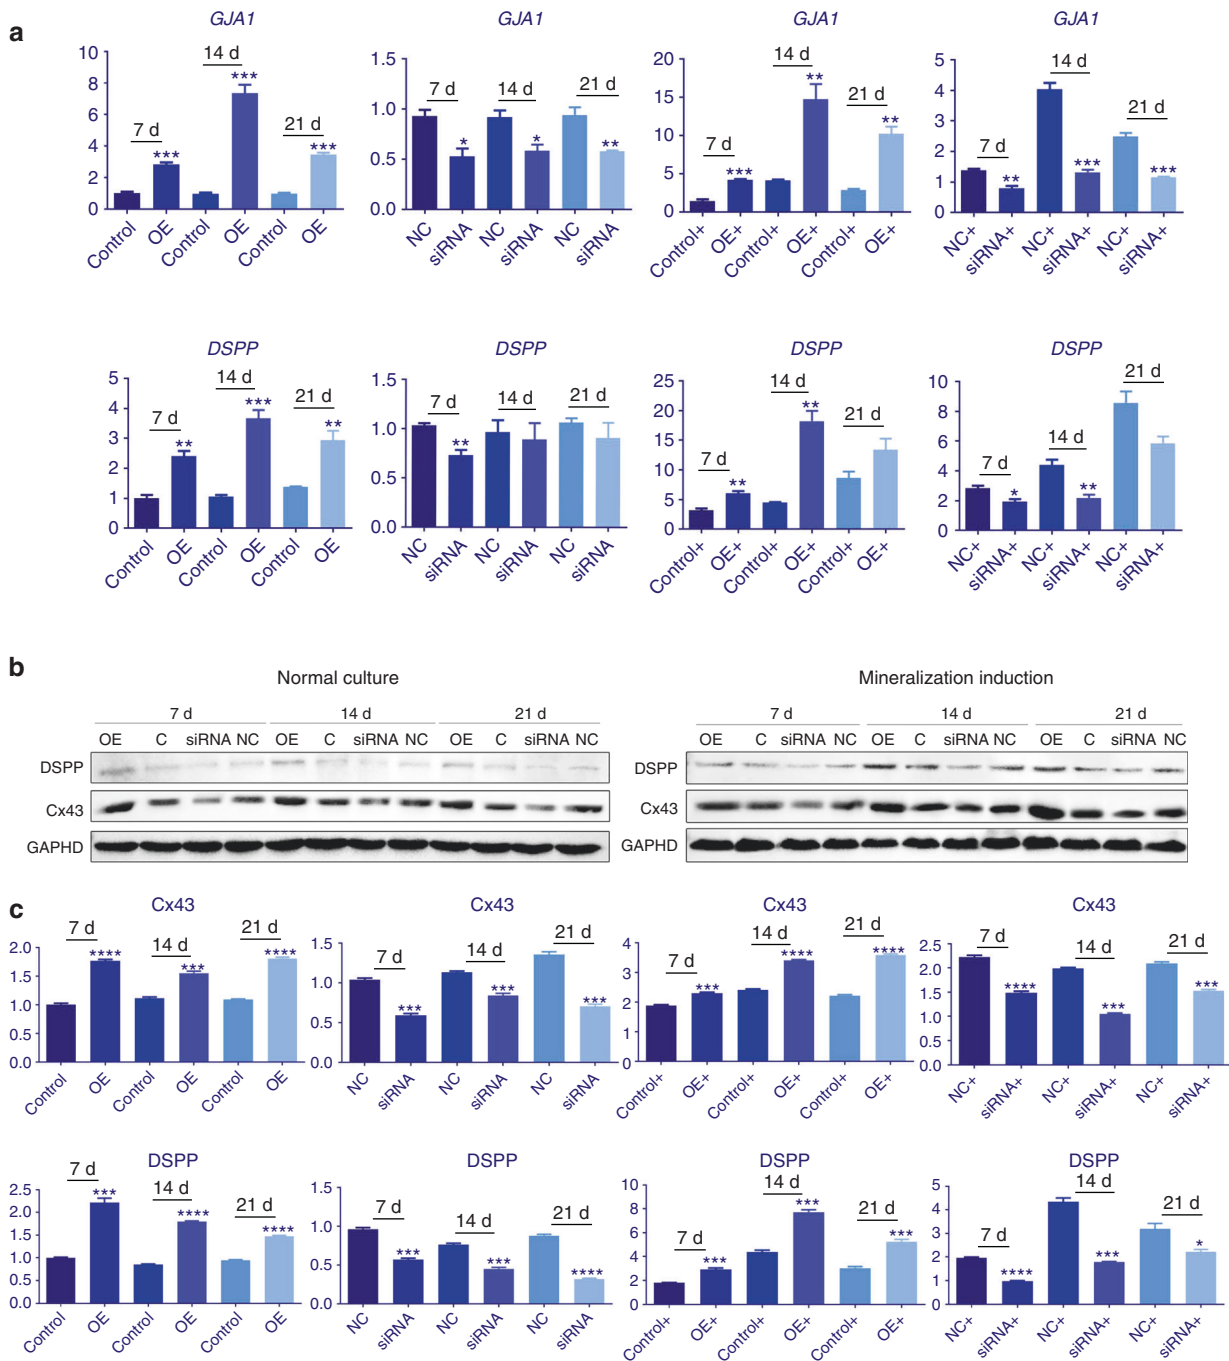 a
GJA1
GJA1
GJA1
GJA1
10
8
6
4
2
0
7 d
14 d
21 d
***
***
***
Control
OE
Control
OE
Control
OE
1.5
1.0
0.5
0.0
7 d
14 d
21 d
*
*
**
NC
siRNA
NC
siRNA
NC
siRNA
20
15
10
5
0
7 d
14 d
21 d
***
**
**
Control+
OE+
Control+
OE+
Control+
OE+
5
4
3
2
1
0
7 d
14 d
21 d
**
***
***
NC+
siRNA+
NC+
siRNA+
NC+
siRNA+
DSPP
DSPP
DSPP
DSPP
5
4
3
2
1
0
7 d
14 d
21 d
**
***
**
Control
OE
Control
OE
Control
OE
1.5
1.0
0.5
0.0
7 d
14 d
21 d
**
NC
siRNA
NC
siRNA
NC
siRNA
25
20
15
10
5
0
7 d
14 d
21 d
**
**
Control+
OE+
Control+
OE+
Control+
OE+
10
8
6
4
2
0
7 d
14 d
21 d
*
**
NC+
siRNA+
NC+
siRNA+
NC+
siRNA+
b
Normal culture
7 d 14 d 21 d
OE C siRNA NC OE C siRNA NC OE C siRNA NC
DSPP
Cx43
GAPHD
Mineralization induction
7 d 14 d 21 d
OE C siRNA NC OE C siRNA NC OE C siRNA NC
DSPP
Cx43
GAPHD
c
Cx43
Cx43
Cx43
Cx43
2.0
1.5
1.0
0.5
0.0
7 d
14 d
21 d
****
***
****
Control
OE
Control
OE
Control
OE
1.5
1.0
0.5
0.0
7 d
14 d
21 d
***
***
***
NC
siRNA
NC
siRNA
NC
siRNA
4
3
2
1
0
7 d
14 d
21 d
***
****
****
Control+
OE+
Control+
OE+
Control+
OE+
2.5
2.0
1.5
1.0
0.5
0.0
7 d
14 d
21 d
****
***
***
NC+
siRNA+
NC+
siRNA+
NC+
siRNA+
DSPP
DSPP
DSPP
DSPP
2.5
2.0
1.5
1.0
0.5
0.0
7 d
14 d
21 d
***
****
****
Control
OE
Control
OE
Control
OE
1.5
1.0
0.5
0.0
7 d
14 d
21 d
***
***
****
NC
siRNA
NC
siRNA
NC
siRNA
10
8
6
4
2
0
7 d
14 d
21 d
***
***
***
Control+
OE+
Control+
OE+
Control+
OE+
5
4
3
2
1
0
7 d
14 d
21 d
****
***
*
NC+
siRNA+
NC+
siRNA+
NC+
siRNA+